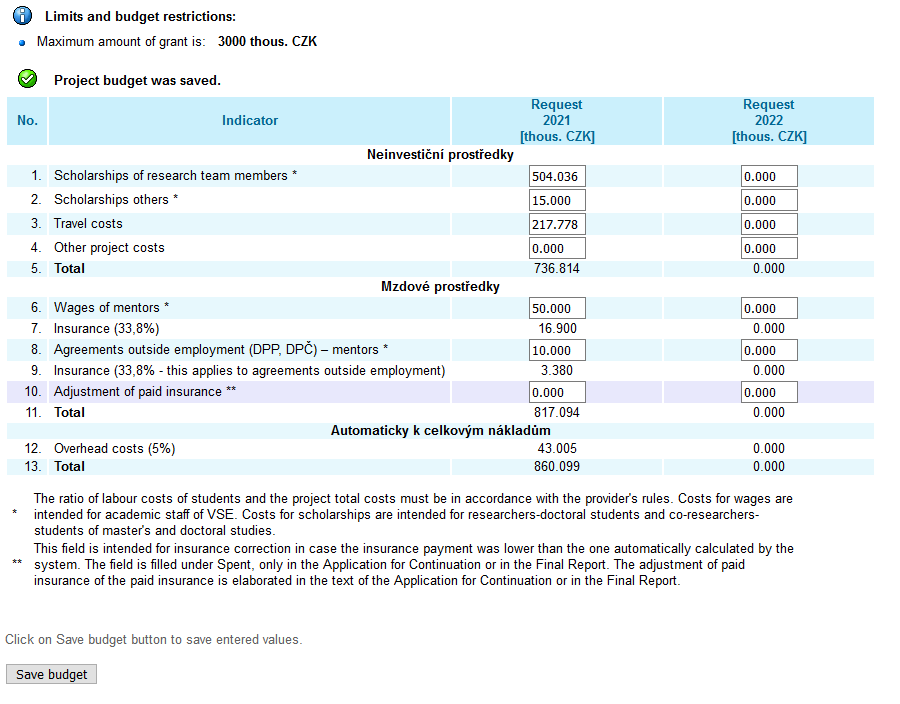 Limits and budget restrictions:
Maximum amount of grant is: 3000 thous. CZK
Project budget was saved.
No. Indicator Request 2021 [thous. CZK] Request 2022 [thous. CZK]
Neinvestiční prostředky
1. Scholarships of research team members * 504.036 0.000
2. Scholarships others * 15.000 0.000
3. Travel costs 217.778 0.000
4. Other project costs 0.000 0.000
5. Total 736.814 0.000
Mzdové prostředky
6. Wages of mentors * 50.000 0.000
7. Insurance (33,8%) 16.900 0.000
8. Agreements outside employment (DPP, DPČ) – mentors * 10.000 0.000
9. Insurance (33,8% - this applies to agreements outside employment) 3.380 0.000
10. Adjustment of paid insurance ** 0.000 0.000
11. Total 817.094 0.000
Automaticky k celkovým nákladům
12. Overhead costs (5%) 43.005 0.000
13. Total 860.099 0.000
The ratio of labour costs of students and the project total costs must be in accordance with the provider's rules. Costs for wages are
* intended for academic staff of VSE. Costs for scholarships are intended for researchers-doctoral students and co-researchers-
students of master's and doctoral studies.
This field is intended for insurance correction in case the insurance payment was lower than the one automatically calculated by the
** system. The field is filled under Spent, only in the Application for Continuation or in the Final Report. The adjustment of paid
insurance of the paid insurance is elaborated in the text of the Application for Continuation or in the Final Report.
Click on Save budget button to save entered values.
Save budget